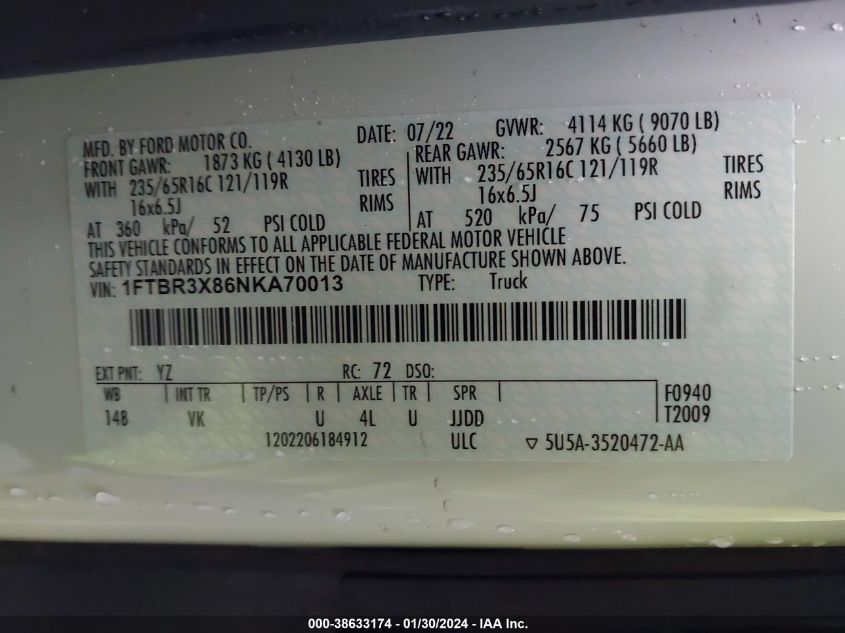 MFD. BY FORD MOTOR CO. DATE: 07/22 GVWR: 4114 KG ( 9070 LB)
FRONT GAWR: 1873 KG ( 4130 LB) REAR GAWR: 2567 KG ( 5660 LB)
WITH 235/65R16C 121/119R TIRES WITH 235/65R16C 121/119R TIRES
16x6.5J RIMS 16x6.5J RIMS
AT 360 kPa/ 52 PSI COLD AT 520 kPa/ 75 PSI COLD
THIS VEHICLE CONFORMS TO ALL APPLICABLE FEDERAL MOTOR VEHICLE
SAFETY STANDARDS IN EFFECT ON THE DATE OF MANUFACTURE SHOWN ABOVE.
VIN: 1FTBR3X86NKA70013 TYPE: Truck
EXT PNT: YZ RC: 72 DSO:
WB INT TR TP/PS R AXLE TR SPR F0940
148 VK U 4L U JJDD T2009
1202206184912 ULC ▽ 5U5A-3520472-AA
000-38633174 - 01/30/2024 - IAA Inc.